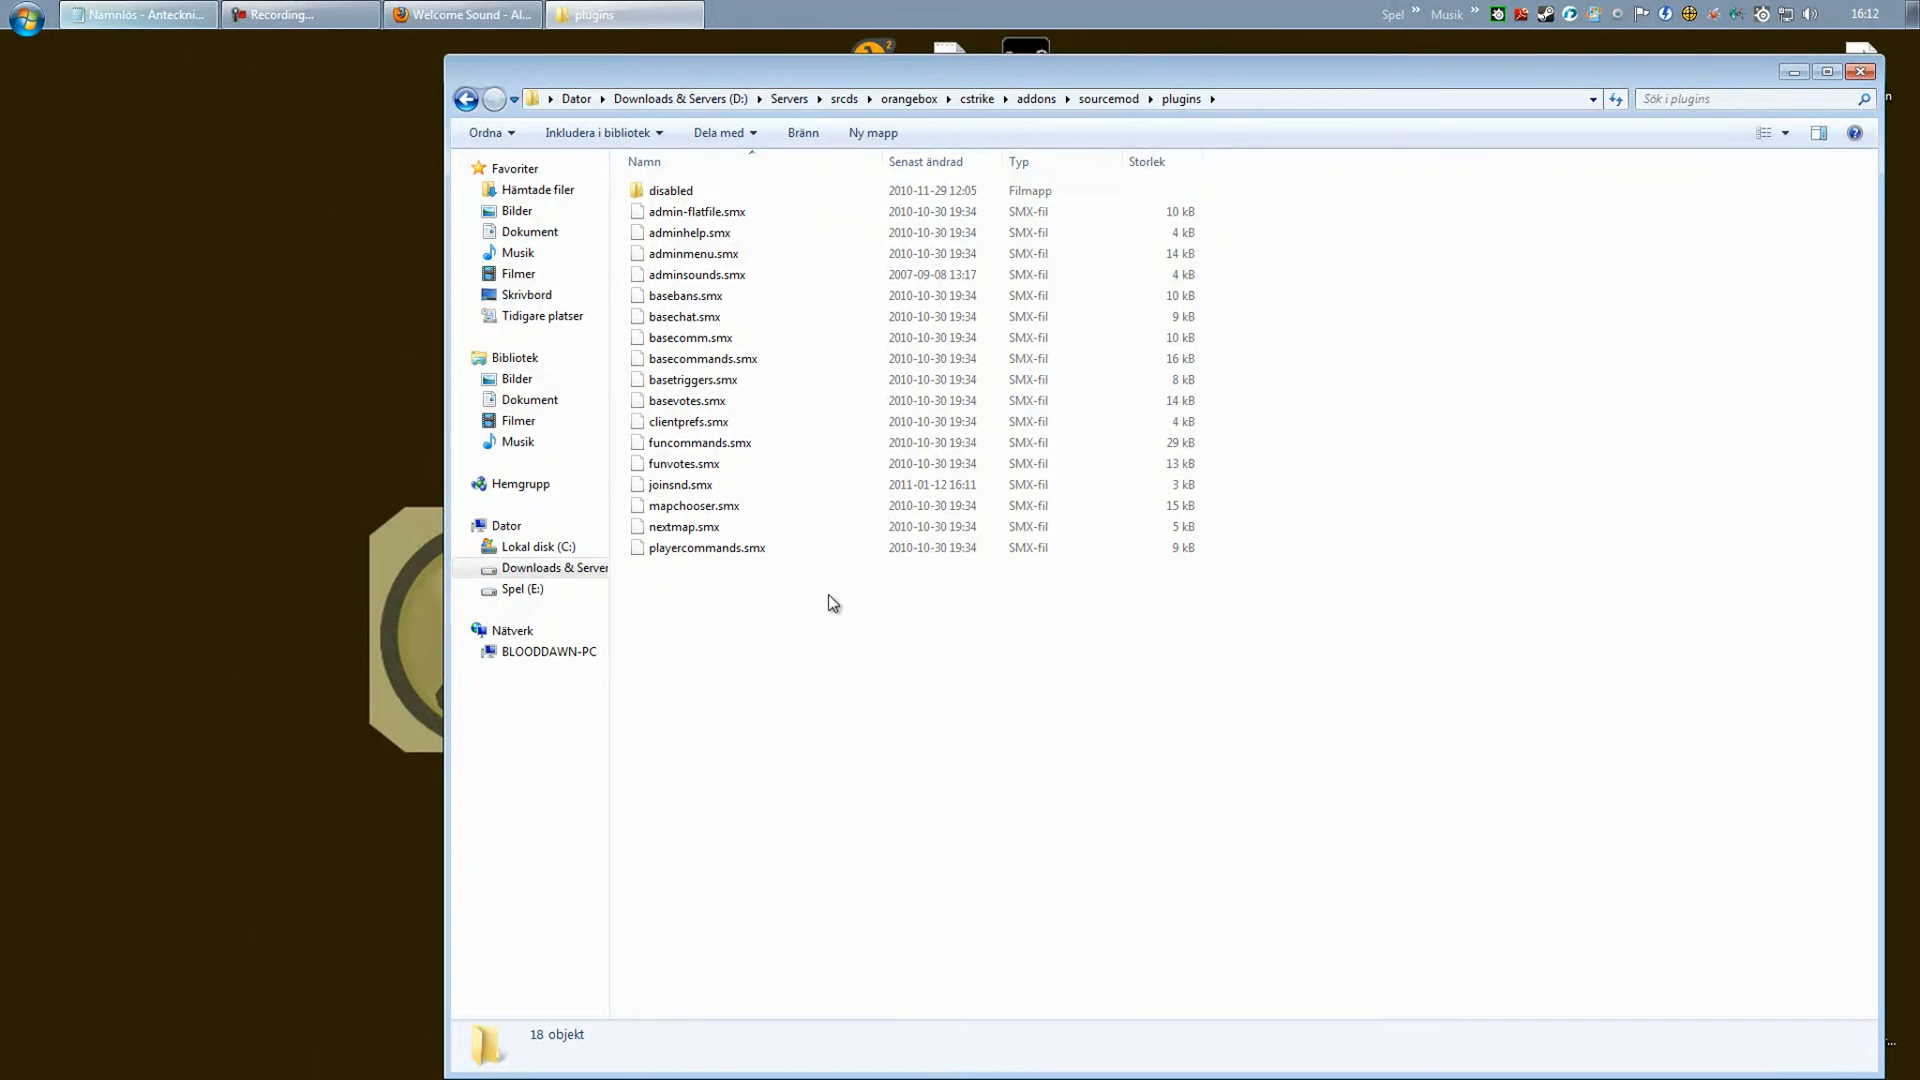 Namnlös - Anteckni...
Recording...
Welcome Sound - Al...
plugins
Spel »
Musik »
16:12
Dator
Downloads & Servers (D:)
Servers
srcds
orangebox
cstrike
addons
sourcemod
plugins
Sök i plugins
Ordna
Inkludera i bibliotek
Dela med
Bränn
Ny mapp
Namn Senast ändrad Typ Storlek
disabled 2010-11-29 12:05 Filmapp
admin-flatfile.smx 2010-10-30 19:34 SMX-fil 10 kB
adminhelp.smx 2010-10-30 19:34 SMX-fil 4 kB
adminmenu.smx 2010-10-30 19:34 SMX-fil 14 kB
adminsounds.smx 2007-09-08 13:17 SMX-fil 4 kB
basebans.smx 2010-10-30 19:34 SMX-fil 10 kB
basechat.smx 2010-10-30 19:34 SMX-fil 9 kB
basecomm.smx 2010-10-30 19:34 SMX-fil 10 kB
basecommands.smx 2010-10-30 19:34 SMX-fil 16 kB
basetriggers.smx 2010-10-30 19:34 SMX-fil 8 kB
basevotes.smx 2010-10-30 19:34 SMX-fil 14 kB
clientprefs.smx 2010-10-30 19:34 SMX-fil 4 kB
funcommands.smx 2010-10-30 19:34 SMX-fil 29 kB
funvotes.smx 2010-10-30 19:34 SMX-fil 13 kB
joinsnd.smx 2011-01-12 16:11 SMX-fil 3 kB
mapchooser.smx 2010-10-30 19:34 SMX-fil 15 kB
nextmap.smx 2010-10-30 19:34 SMX-fil 5 kB
playercommands.smx 2010-10-30 19:34 SMX-fil 9 kB
Favoriter
Hämtade filer
Bilder
Dokument
Musik
Filmer
Skrivbord
Tidigare platser
Bibliotek
Bilder
Dokument
Filmer
Musik
Hemgrupp
Dator
Lokal disk (C:)
Downloads & Server
Spel (E:)
Nätverk
BLOODDAWN-PC
18 objekt